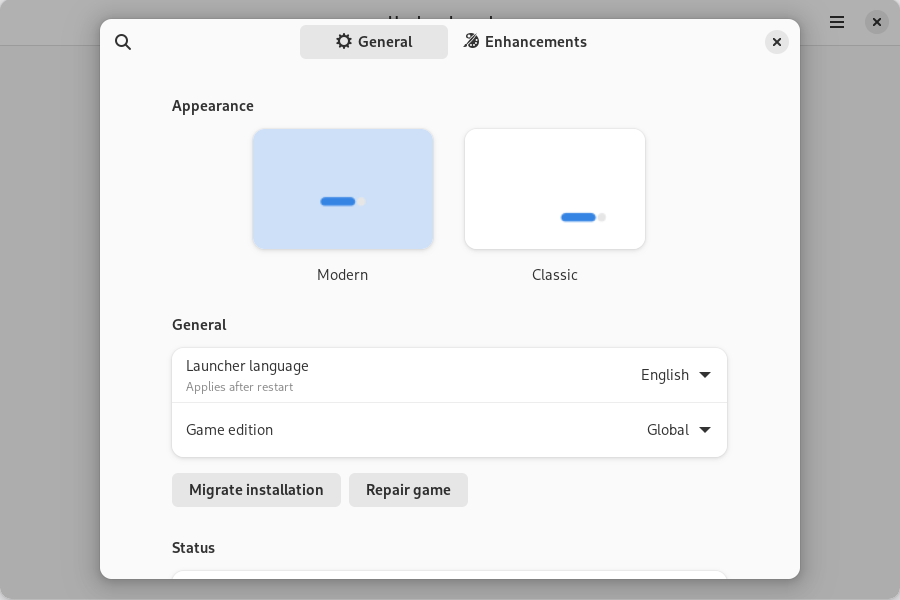 General
Enhancements
Appearance
Modern
Classic
General
Launcher language
Applies after restart
English
Game edition
Global
Migrate installation
Repair game
Status